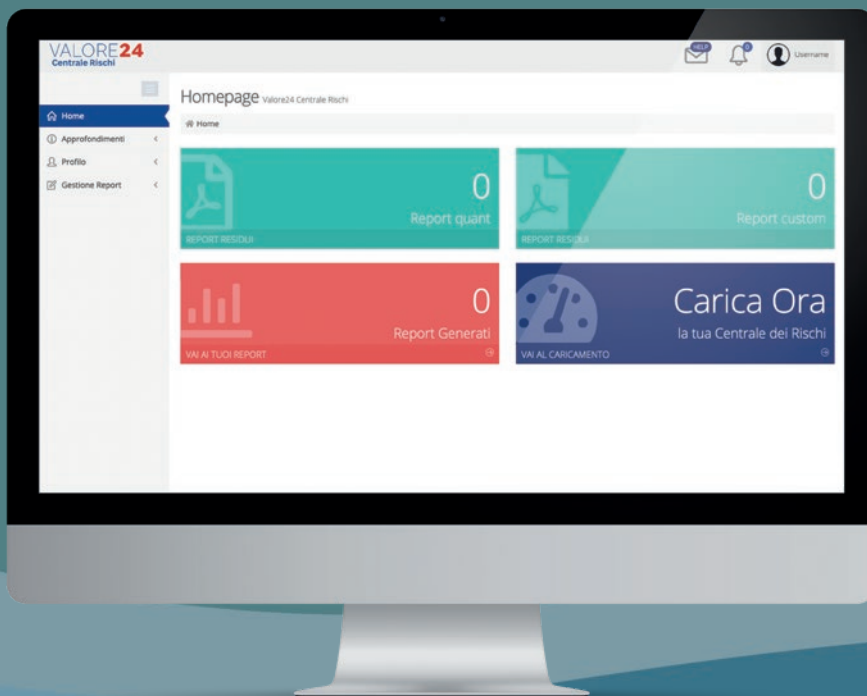 VALORE24
Centrale Rischi
HELP
0
Username
Homepage Valore24 Centrale Rischi
Home
Home
Approfondimenti
Profilo
Gestione Report
0
Report quant
REPORT RESIDUI
0
Report custom
REPORT RESIDUI
0
Report Generati
VAI AI TUOI REPORT
Carica Ora
la tua Centrale dei Rischi
VAI AL CARICAMENTO